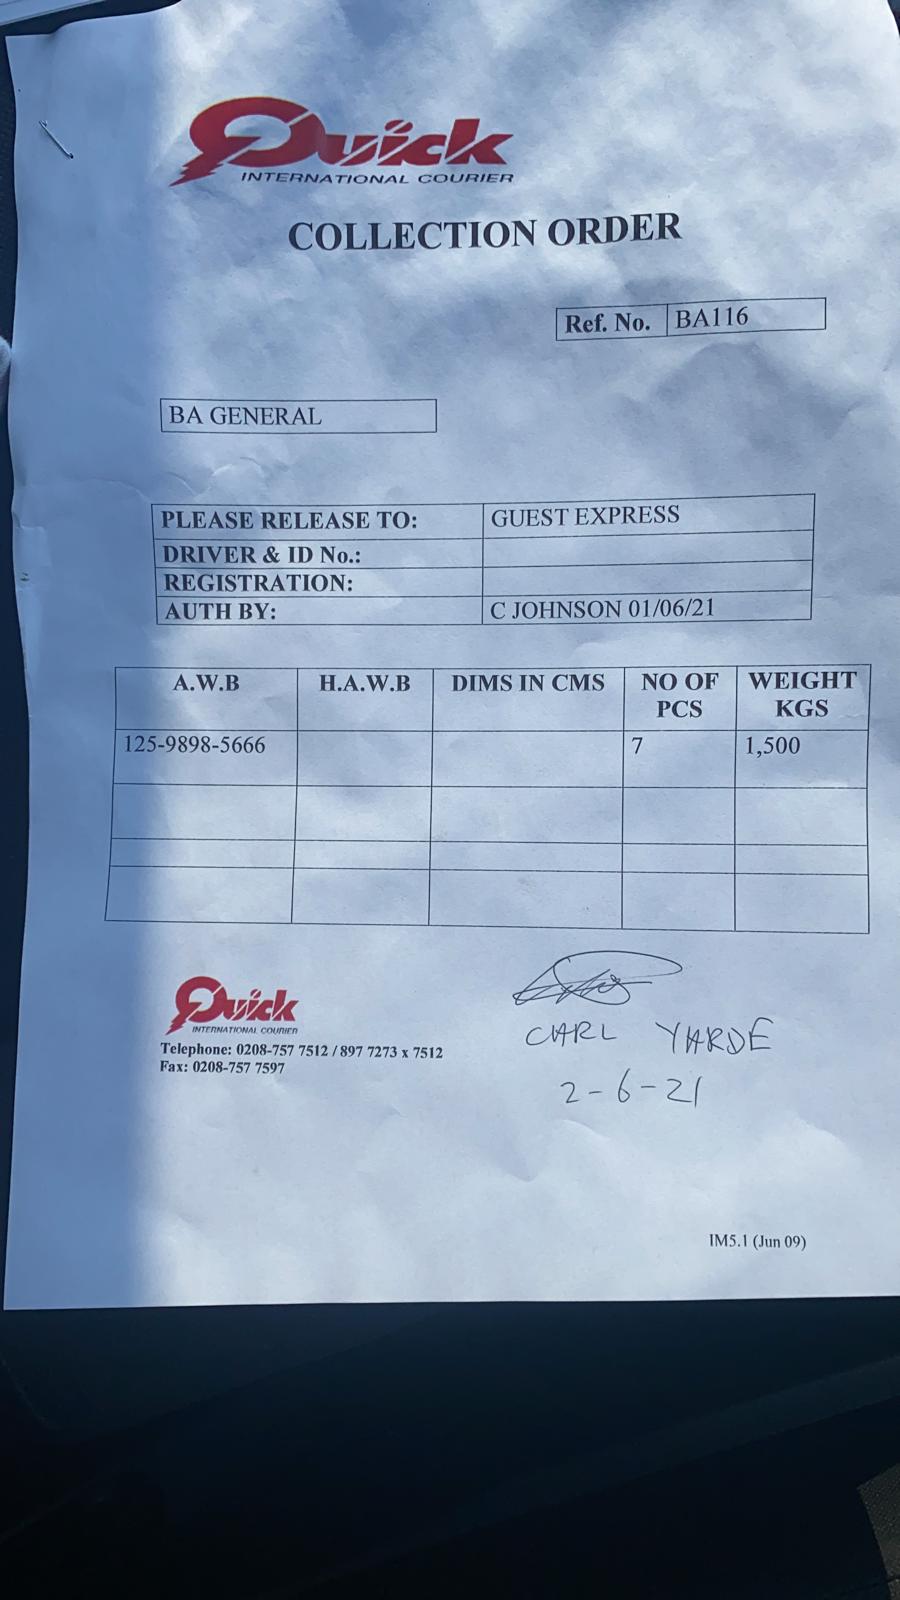 Quick
INTERNATIONAL COURIER
COLLECTION ORDER
Ref. No. BA116
BA GENERAL
PLEASE RELEASE TO: GUEST EXPRESS
DRIVER & ID No.:
REGISTRATION:
AUTH BY: C JOHNSON 01/06/21
A.W.B H.A.W.B DIMS IN CMS NO OF PCS WEIGHT KGS
125-9898-5666 7 1,500
Quick
INTERNATIONAL COURIER
Telephone: 0208-757 7512 / 897 7273 x 7512
Fax: 0208-757 7597
CARL YARDE
2-6-21
IM5.1 (Jun 09)